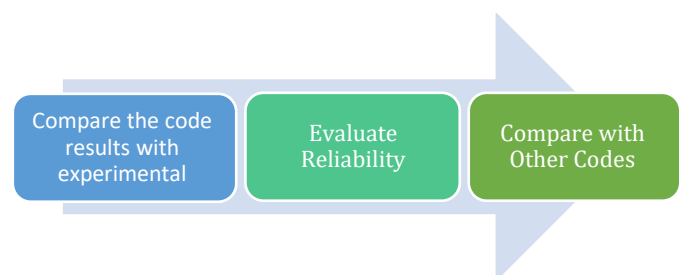 Compare the code
results with
experimental
Evaluate
Reliability
Compare with
Other Codes